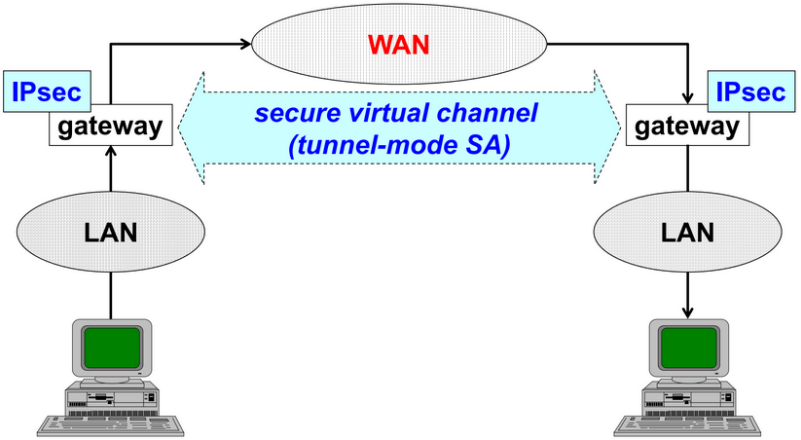 WAN
IPsec
gateway
secure virtual channel
(tunnel-mode SA)
IPsec
gateway
LAN
LAN